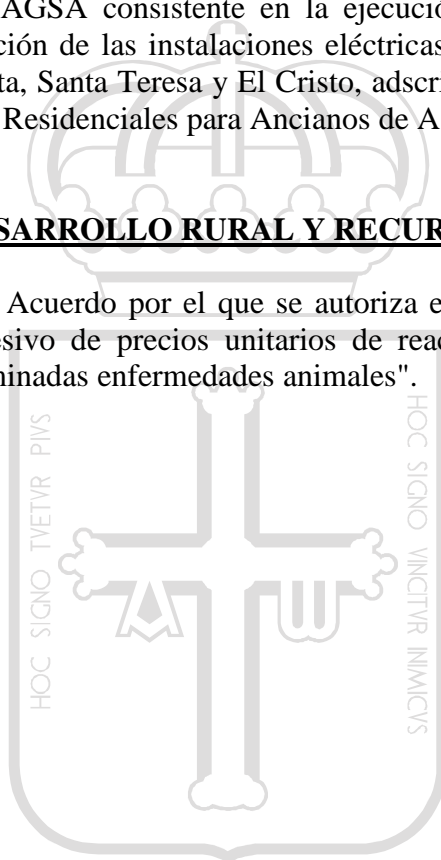 AGSA consistente en la ejecució
ción de las instalaciones eléctricas
ta, Santa Teresa y El Cristo, adscri
Residenciales para Ancianos de A
SARROLLO RURAL Y RECUR
Acuerdo por el que se autoriza e
esivo de precios unitarios de reac
minadas enfermedades animales".
HOC SIGNO TVETVR PIVS
HOC SIGNO VINCITVR INIMICVS